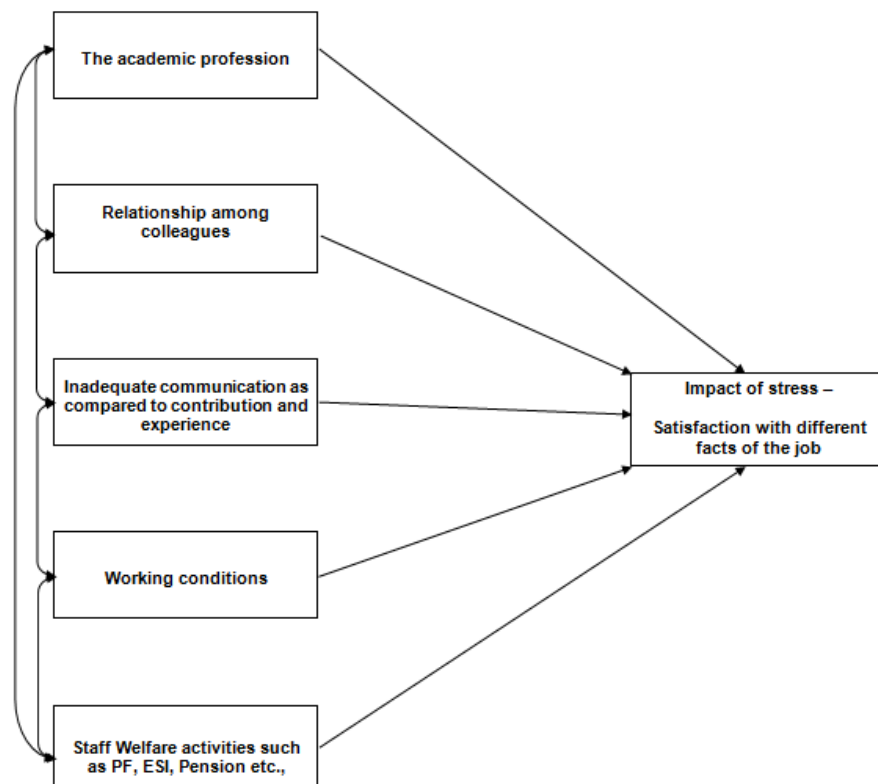 The academic profession
Relationship among
colleagues
Inadequate communication as
compared to contribution and
experience
Working conditions
Staff Welfare activities such
as PF, ESI, Pension etc.,
Impact of stress –
Satisfaction with different
facts of the job